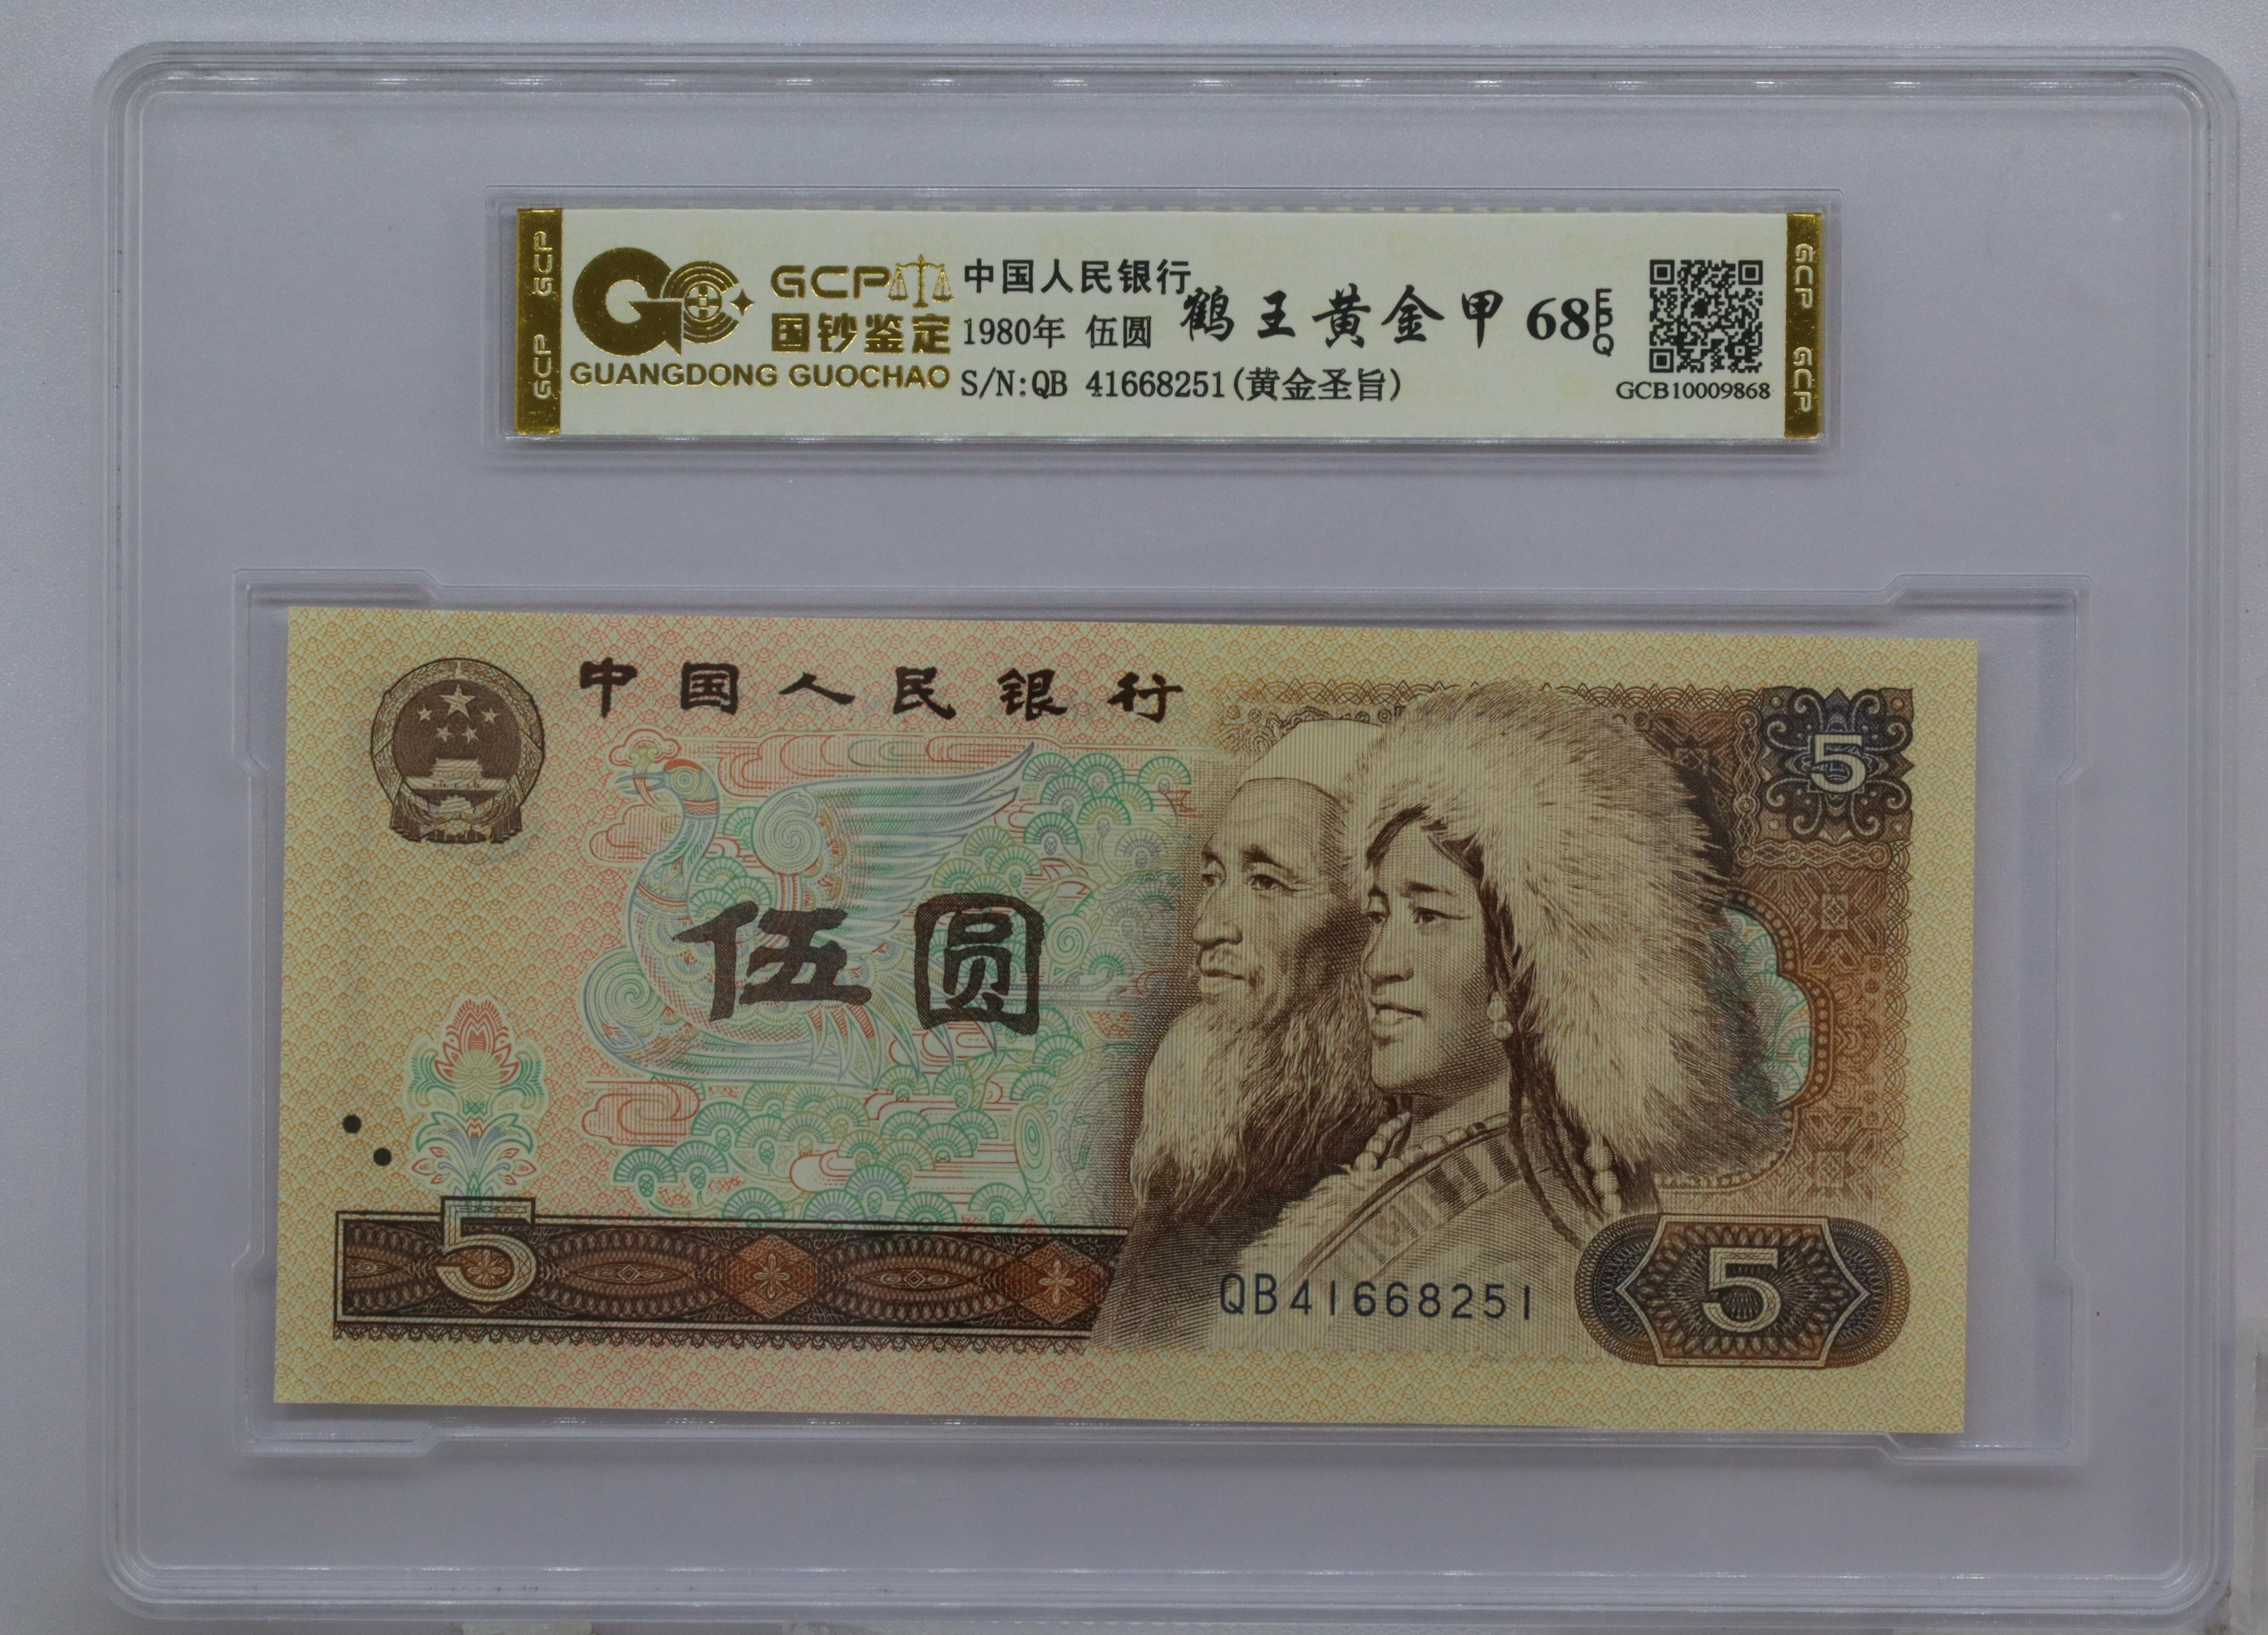 GCP GCP
GCP
国钞鉴定
GUANGDONG GUOCHAO
中国人民银行
1980年 伍圆
S/N:QB 41668251(黄金圣旨)
鹤王黄金甲 68 EPQ
GCB10009868
GCP GCP
中国人民银行
5
伍圆
5
QB41668251
5